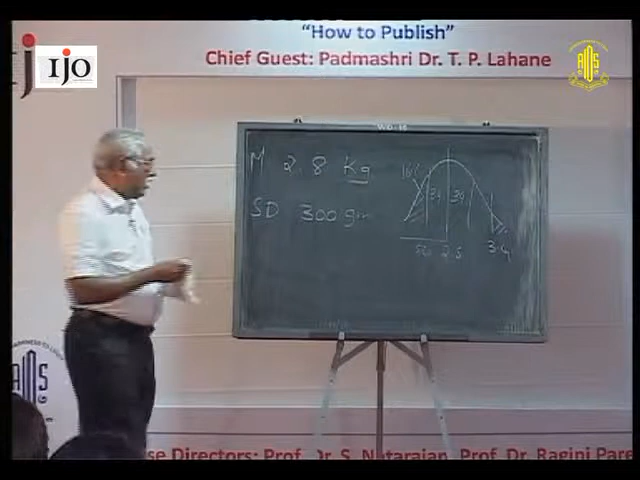 "How to Publish"
Chief Guest: Padmashri Dr. T. P. Lahane
IJO
M 2.8 Kg
SD 300 gm
34 34
2.5
3.4
se Directors: Prof. Dr. S. Natarajan, Prof. Dr. Ragini Pare